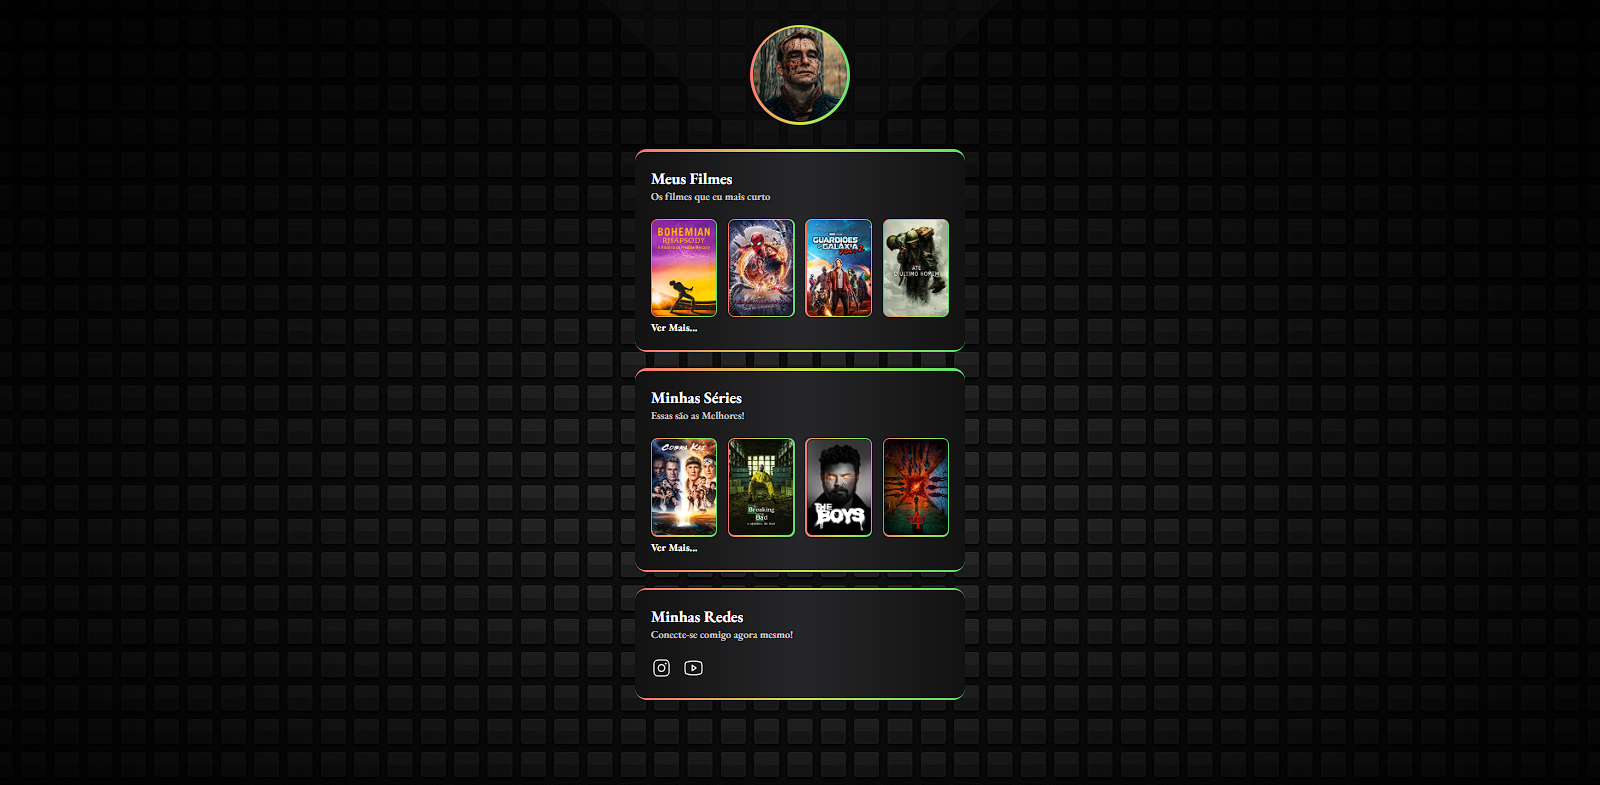 Meus Filmes
Os filmes que eu mais curto
BOHEMIAN
RHAPSODY
GUARDIÕES
DA GALÁXIA
ATÉ
O ÚLTIMO HOMEM
Ver Mais...
Minhas Séries
Essas são as Melhores!
COBRA KAI
Breaking
Bad
THE
BOYS
Ver Mais...
Minhas Redes
Conecte-se comigo agora mesmo!